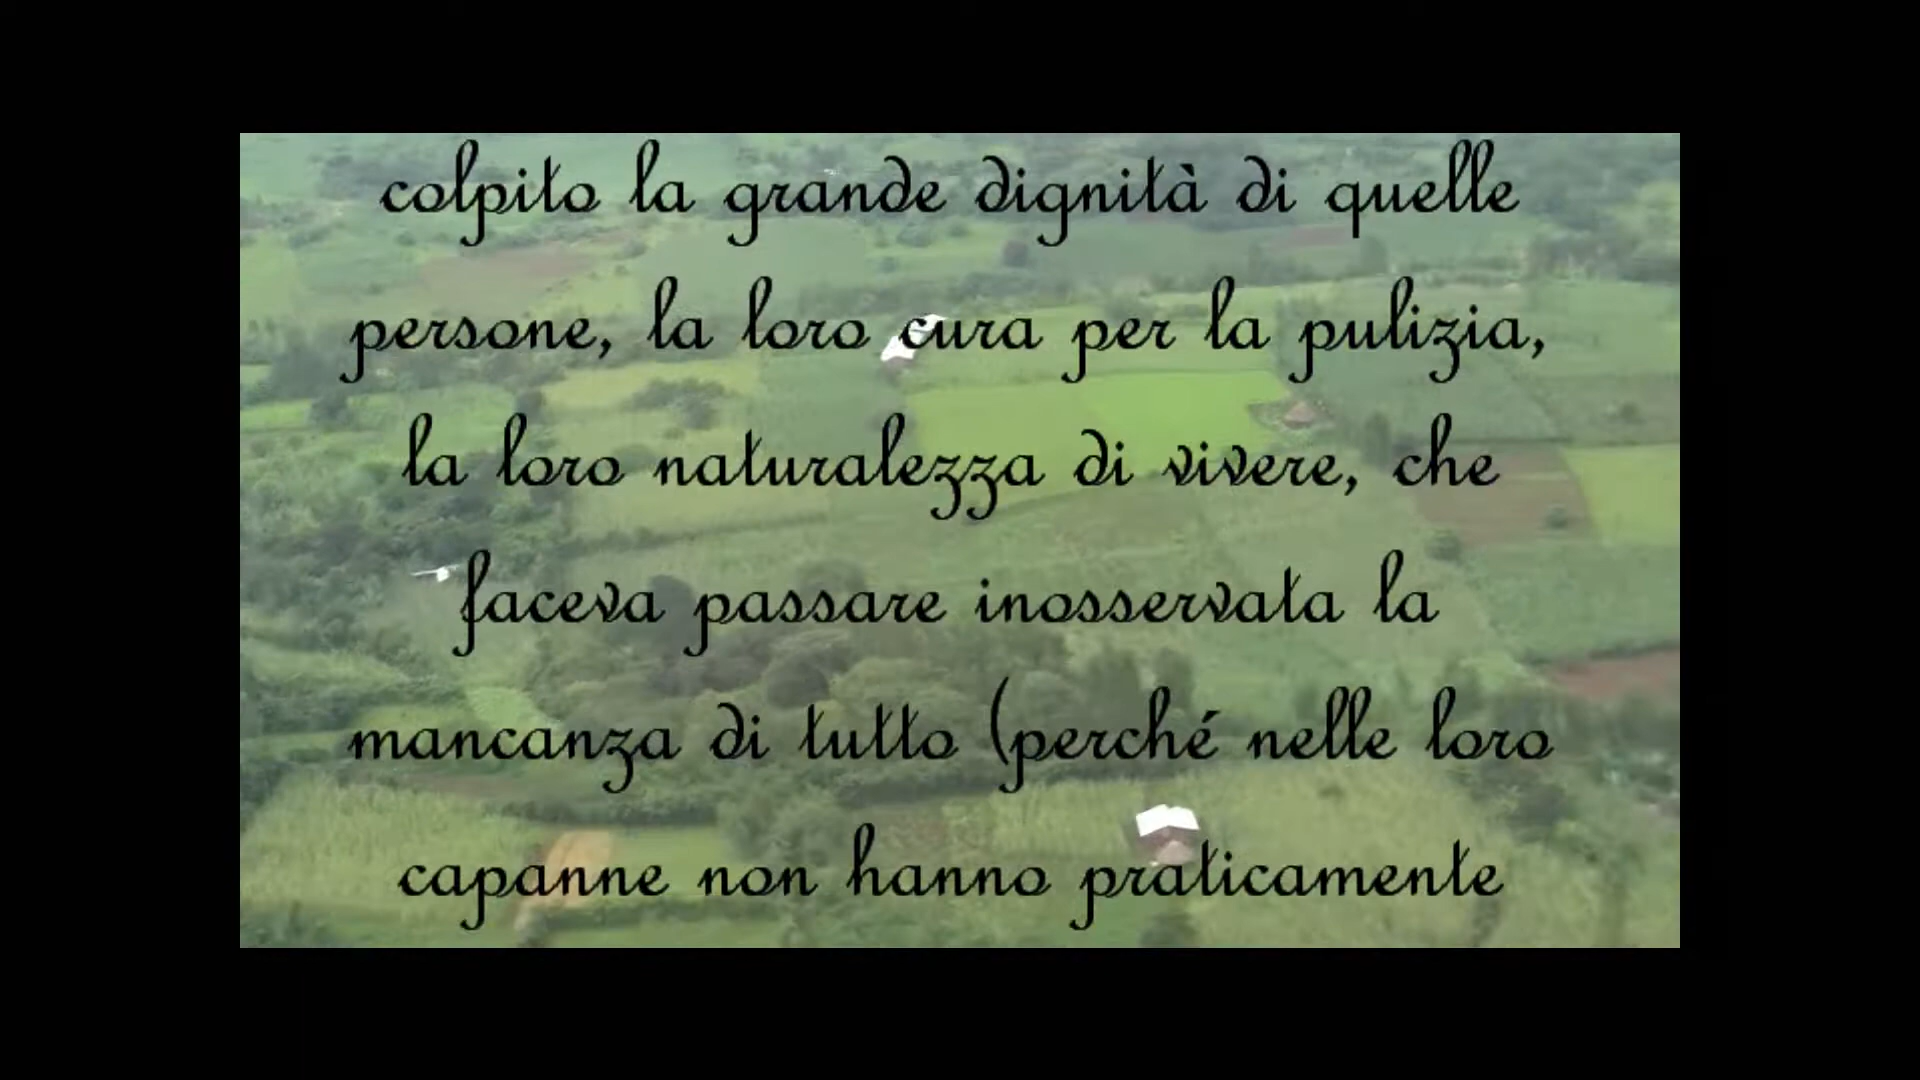 colpito la grande dignità di quelle
persone, la loro cura per la pulizia,
la loro naturalezza di vivere, che
faceva passare inosservata la
mancanza di tutto (perché nelle loro
capanne non hanno praticamente